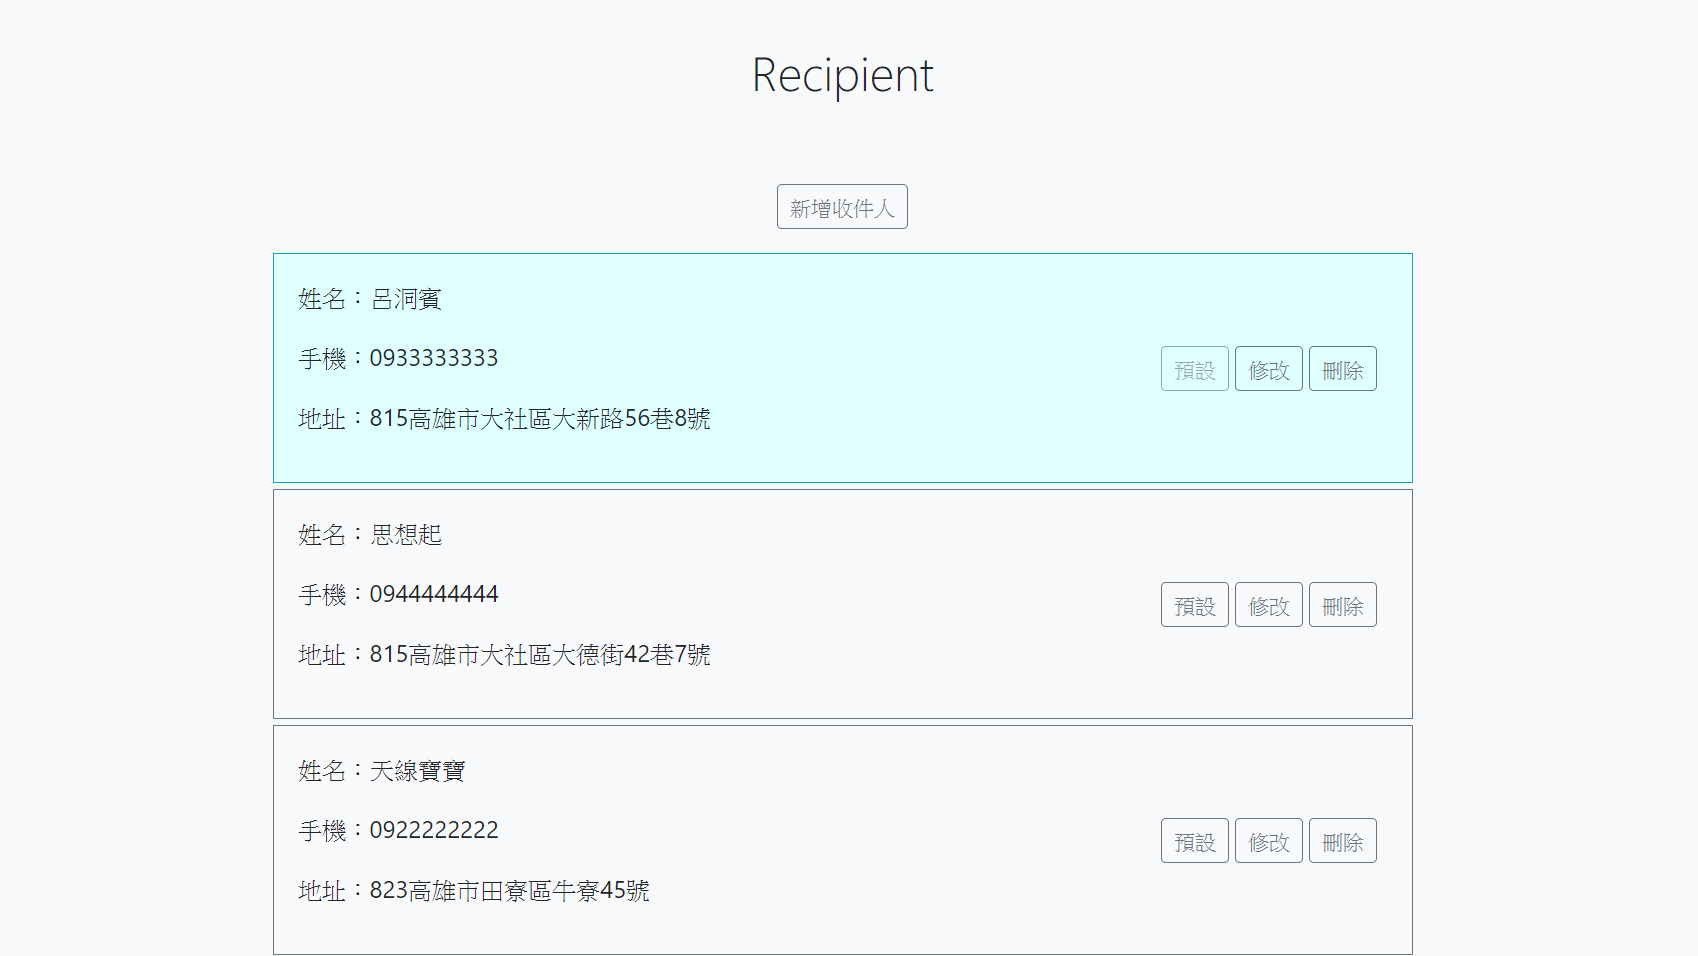 Recipient
新增收件人
姓名：呂洞賓
手機：0933333333
預設 修改 刪除
地址：815高雄市大社區大新路56巷8號
姓名：思想起
手機：0944444444
預設 修改 刪除
地址：815高雄市大社區大德街42巷7號
姓名：天線寶寶
手機：0922222222
預設 修改 刪除
地址：823高雄市田寮區牛寮45號